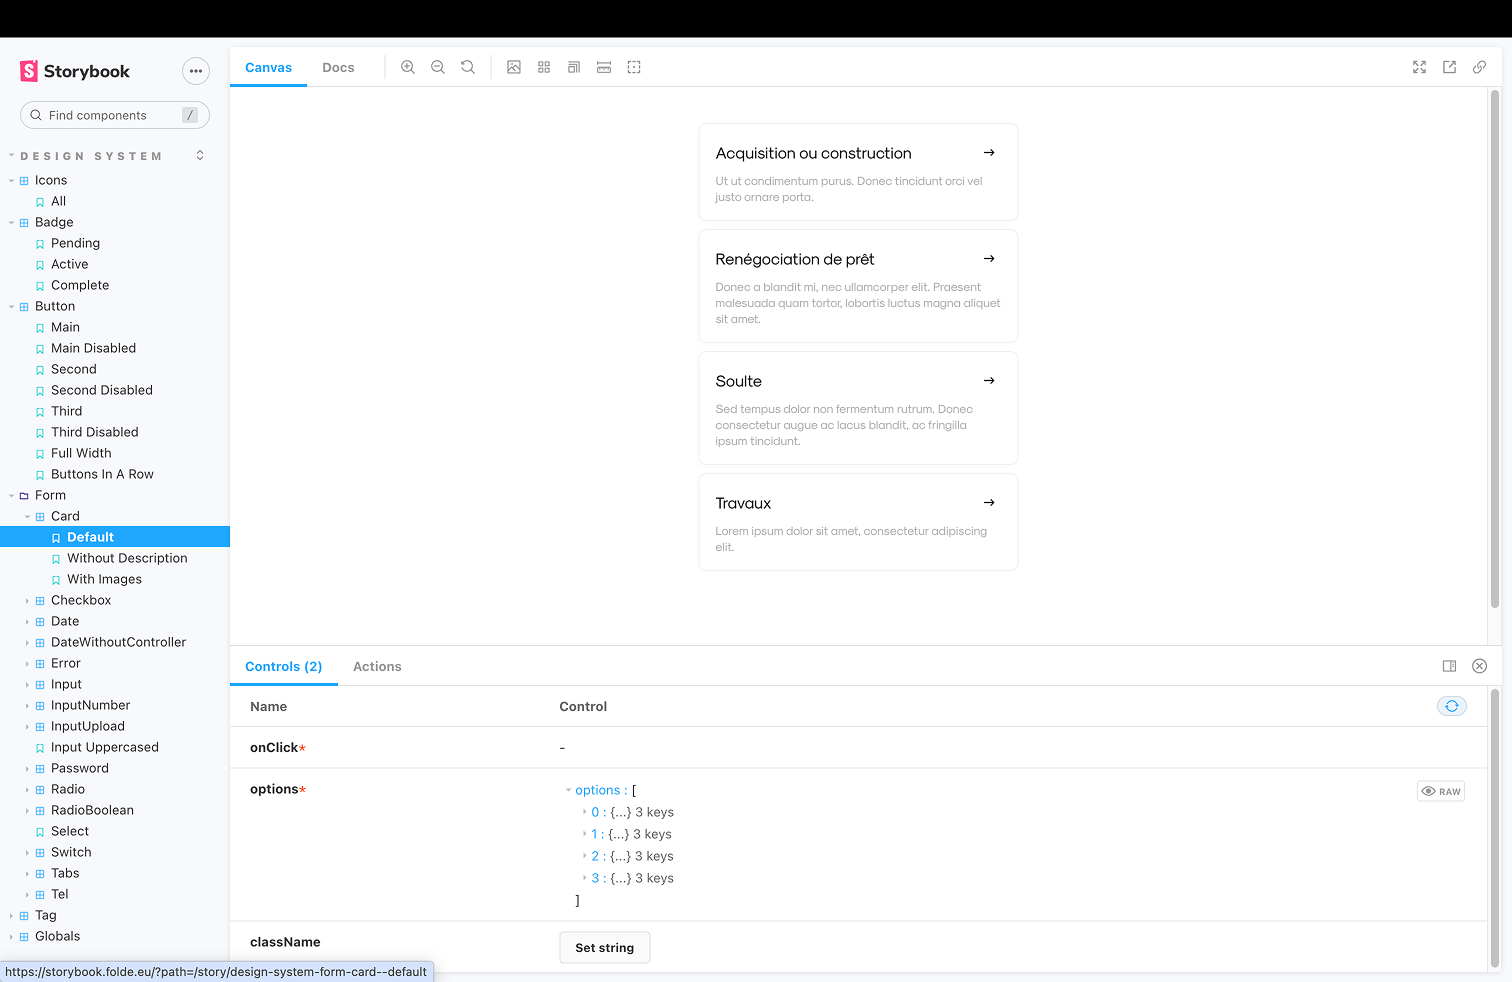 Storybook
Find components /
DESIGN SYSTEM
Icons
All
Badge
Pending
Active
Complete
Button
Main
Main Disabled
Second
Second Disabled
Third
Third Disabled
Full Width
Buttons In A Row
Form
Card
Default
Without Description
With Images
Checkbox
Date
DateWithoutController
Error
Input
InputNumber
InputUpload
Input Uppercased
Password
Radio
RadioBoolean
Select
Switch
Tabs
Tel
Tag
Globals
https://storybook.folde.eu/?path=/story/design-system-form-card--default
Canvas Docs
Acquisition ou construction →
Ut ut condimentum purus. Donec tincidunt orci vel
justo ornare porta.
Renégociation de prêt →
Donec a blandit mi, nec ullamcorper elit. Praesent
malesuada quam tortor, lobortis luctus magna aliquet
sit amet.
Soulte →
Sed tempus dolor non fermentum rutrum. Donec
consectetur augue ac lacus blandit, ac fringilla
ipsum tincidunt.
Travaux →
Lorem ipsum dolor sit amet, consectetur adipiscing
elit.
Controls (2) Actions
Name Control
onClick* -
options* options : [ RAW
0 : {...} 3 keys
1 : {...} 3 keys
2 : {...} 3 keys
3 : {...} 3 keys
]
className Set string